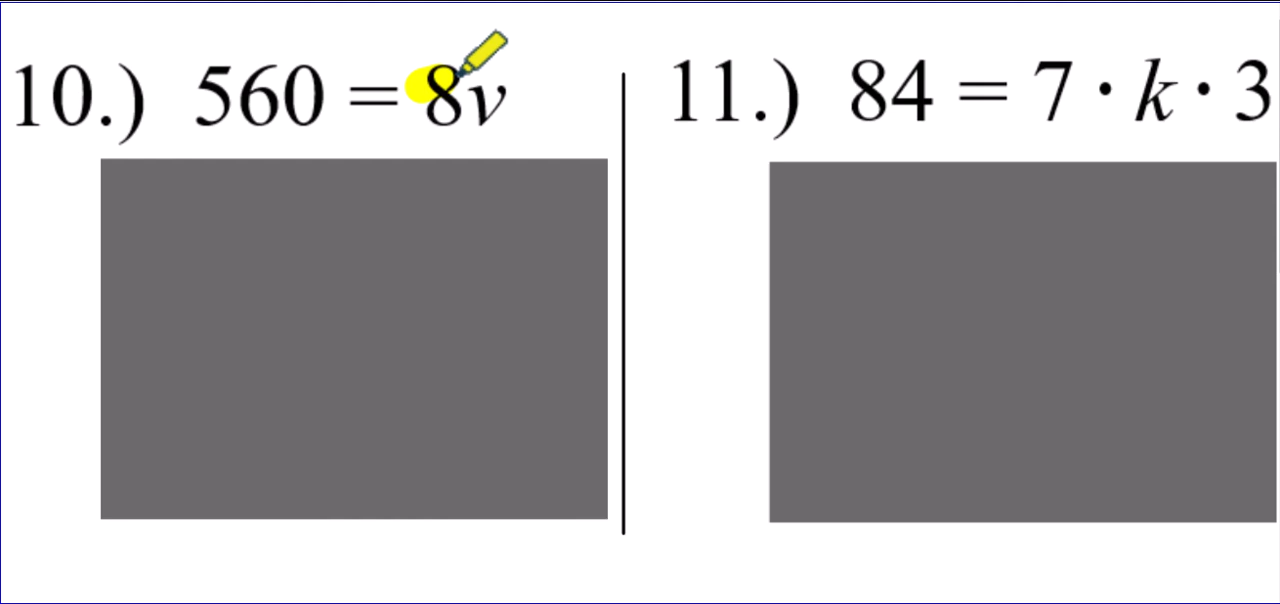 10.) 560 = 8v
11.) 84 = 7 · k · 3